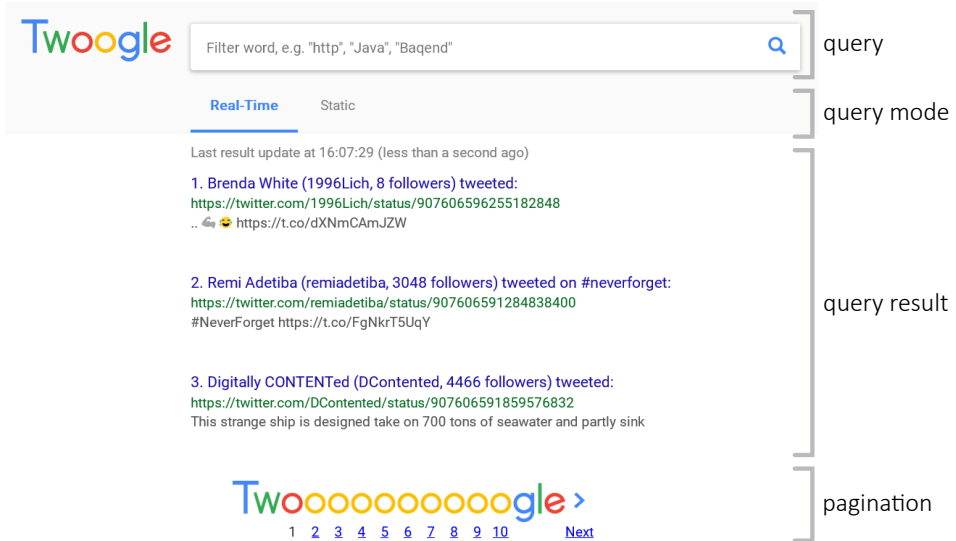 Twoogle
Filter word, e.g. "http", "Java", "Baqend"
query
Real-Time Static
query mode
Last result update at 16:07:29 (less than a second ago)
1. Brenda White (1996Lich, 8 followers) tweeted:
https://twitter.com/1996Lich/status/907606596255182848
.. 💪😂 https://t.co/dXNmCAmJZW
2. Remi Adetiba (remiadetiba, 3048 followers) tweeted on #neverforget:
https://twitter.com/remiadetiba/status/907606591284838400
#NeverForget https://t.co/FgNkrT5UqY
query result
3. Digitally CONTENTed (DContented, 4466 followers) tweeted:
https://twitter.com/DContented/status/907606591859576832
This strange ship is designed take on 700 tons of seawater and partly sink
Twoooooooooogle >
pagination
1 2 3 4 5 6 7 8 9 10 Next